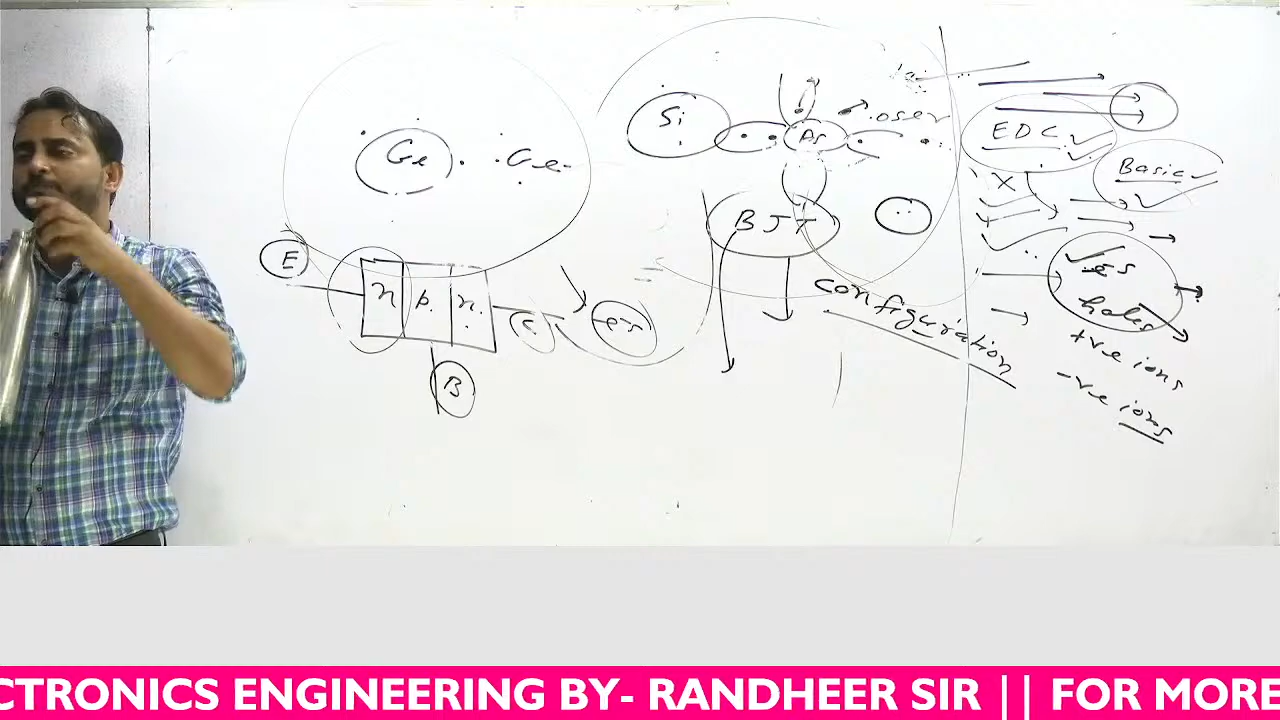 Ge
Ge
E
n
p
n
C
B
Si
As
BJT
configuration
EDC
Basic
X
es
holes
+ve ions
-ve ions
CTRONICS ENGINEERING BY- RANDHEER SIR || FOR MORE